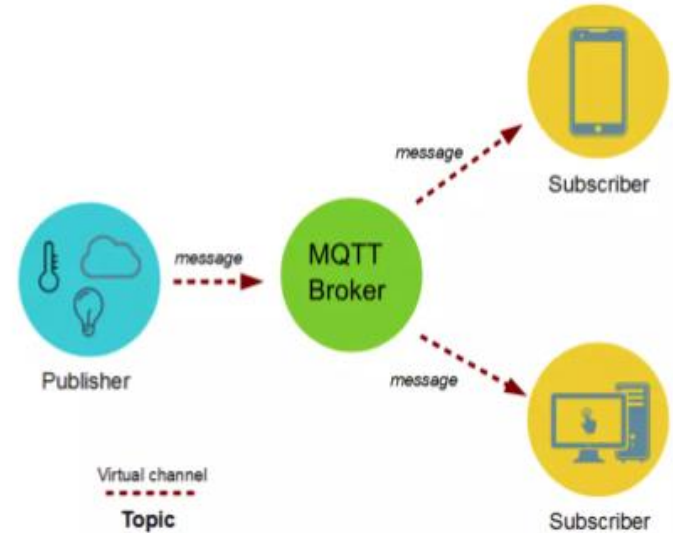 message
Subscriber
message
MQTT
Broker
Publisher
message
Virtual channel
Topic
Subscriber